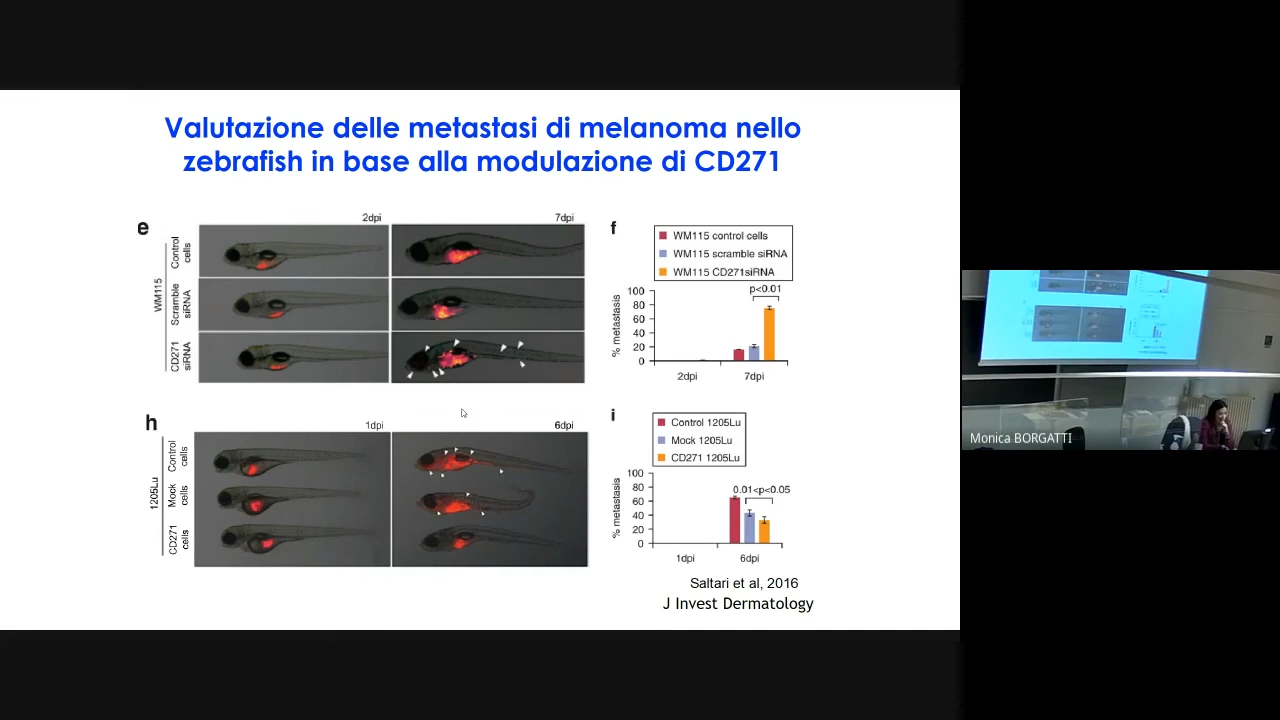 Valutazione delle metastasi di melanoma nello
zebrafish in base alla modulazione di CD271
e
2dpi
7dpi
WM115
Control
cells
Scramble
siRNA
CD271
siRNA
f
WM115 control cells
WM115 scramble siRNA
WM115 CD271siRNA
p<0.01
% metastasis
100
80
60
40
20
0
2dpi
7dpi
h
1dpi
6dpi
1205Lu
Control
cells
Mock
cells
CD271
cells
i
Control 1205Lu
Mock 1205Lu
CD271 1205Lu
0.01<p<0.05
% metastasis
100
80
60
40
20
0
1dpi
6dpi
Saltari et al, 2016
J Invest Dermatology
Monica BORGATTI